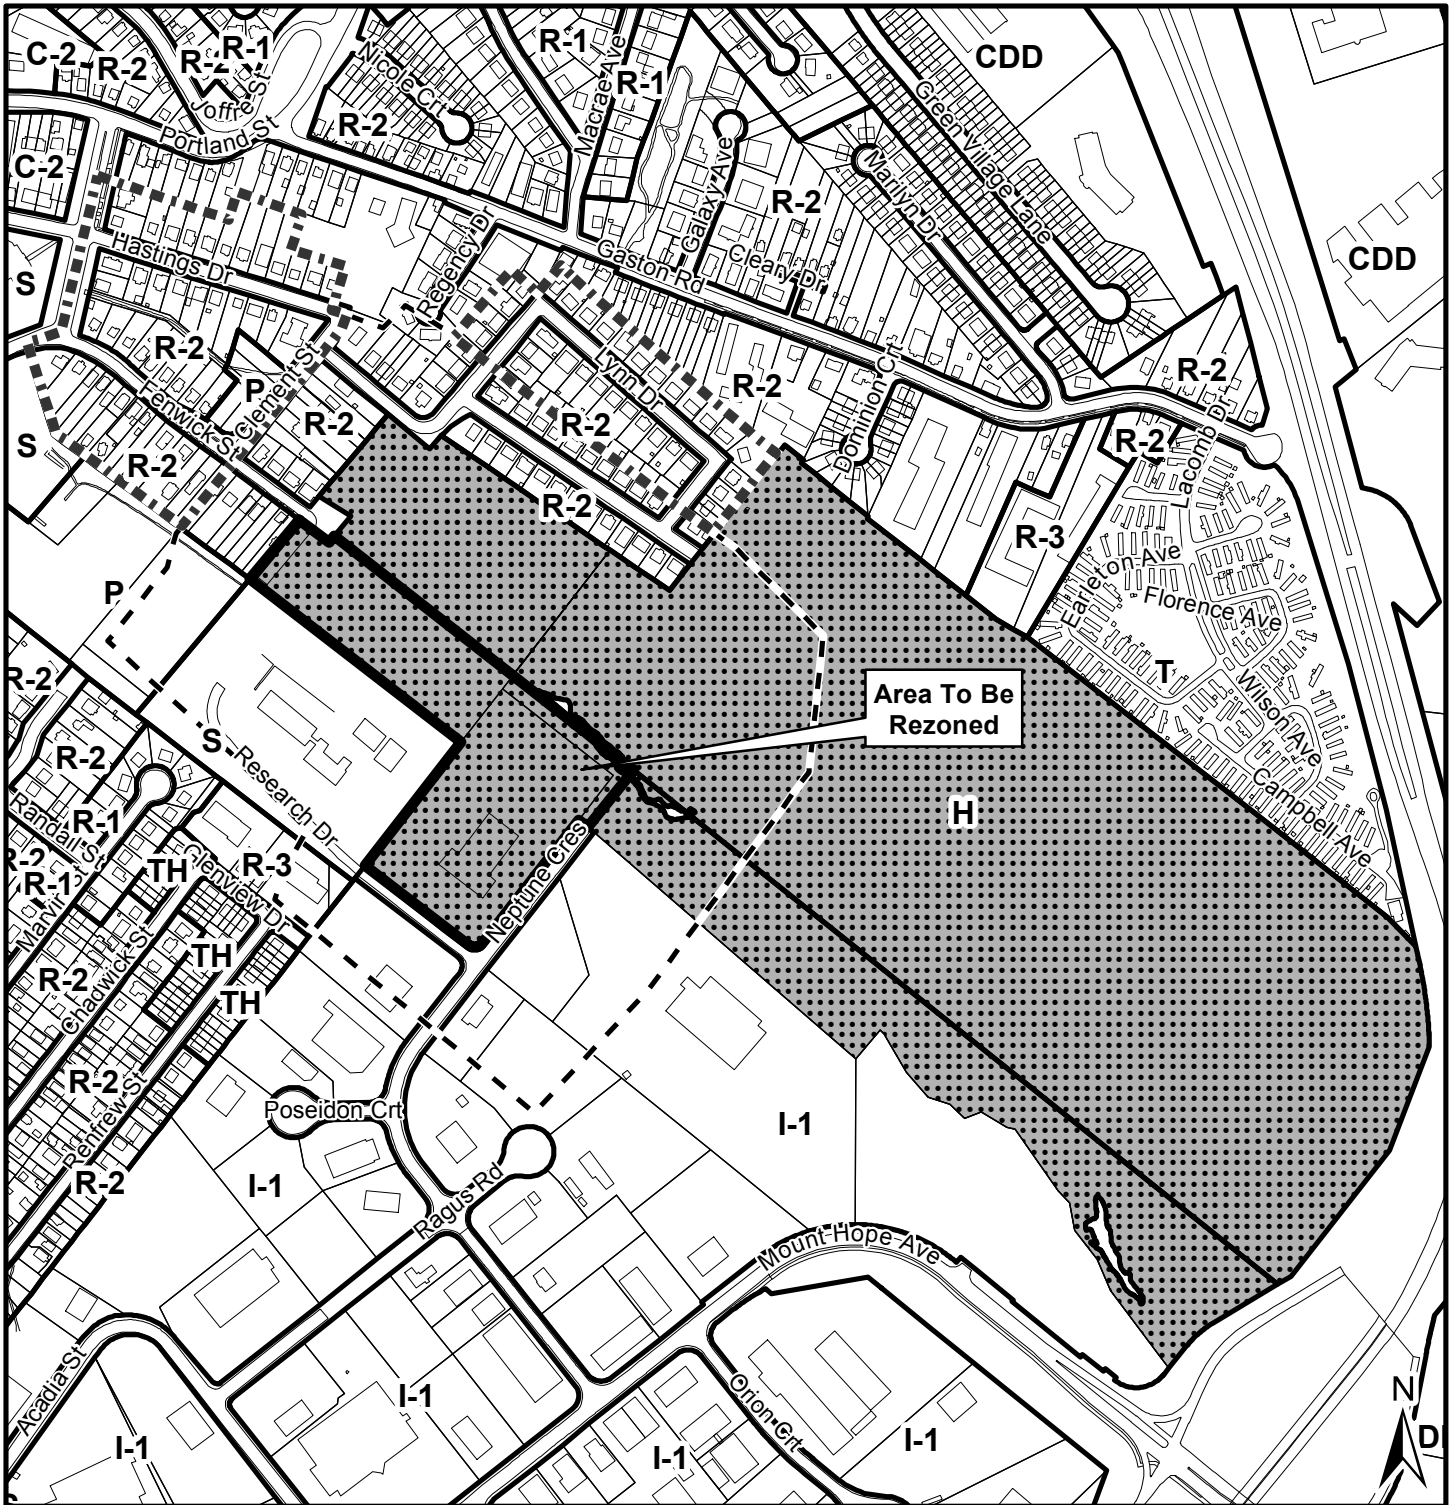 C-2
R-2
R-2
R-1
Joffre St
Portland St
Nicole Crt
R-2
R-1
Macrae Ave
R-1
CDD
Green Village Lane
C-2
Galaxy Ave
R-2
Marilyn Dr
Cleary Dr
CDD
Hastings Dr
Regency Dr
Gaston Rd
S
R-2
P
Clement St
Fenwick St
R-2
Lynn Dr
R-2
R-2
Dominion Crt
R-2
R-2
Lacomb Dr
S
R-2
R-2
R-3
Earleton Ave
Florence Ave
P
T
Wilson Ave
Campbell Ave
Area To Be
Rezoned
H
R-2
R-2
S
Research Dr
Randall St
R-1
R-2
R-1
TH
Glenview Dr
R-3
Neptune Cres
TH
TH
R-2
Chadwick St
R-2
Renfrew St
R-2
Poseidon Crt
I-1
I-1
Ragus Rd
Mount Hope Ave
Acadia St
I-1
I-1
Orion Crt
I-1
I-1
N